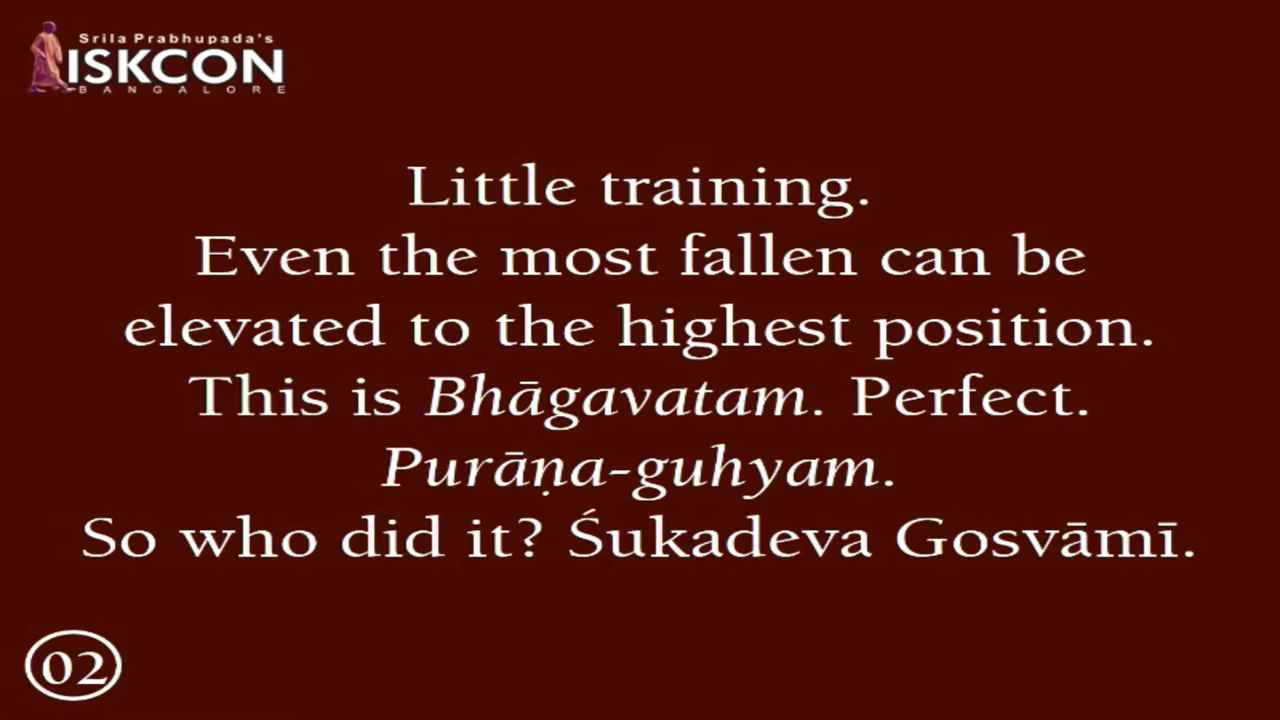 Srila Prabhupada's
ISKCON
BANGALORE
Little training.
Even the most fallen can be
elevated to the highest position.
This is Bhāgavatam. Perfect.
Purāṇa-guhyam.
So who did it? Śukadeva Gosvāmī.
02